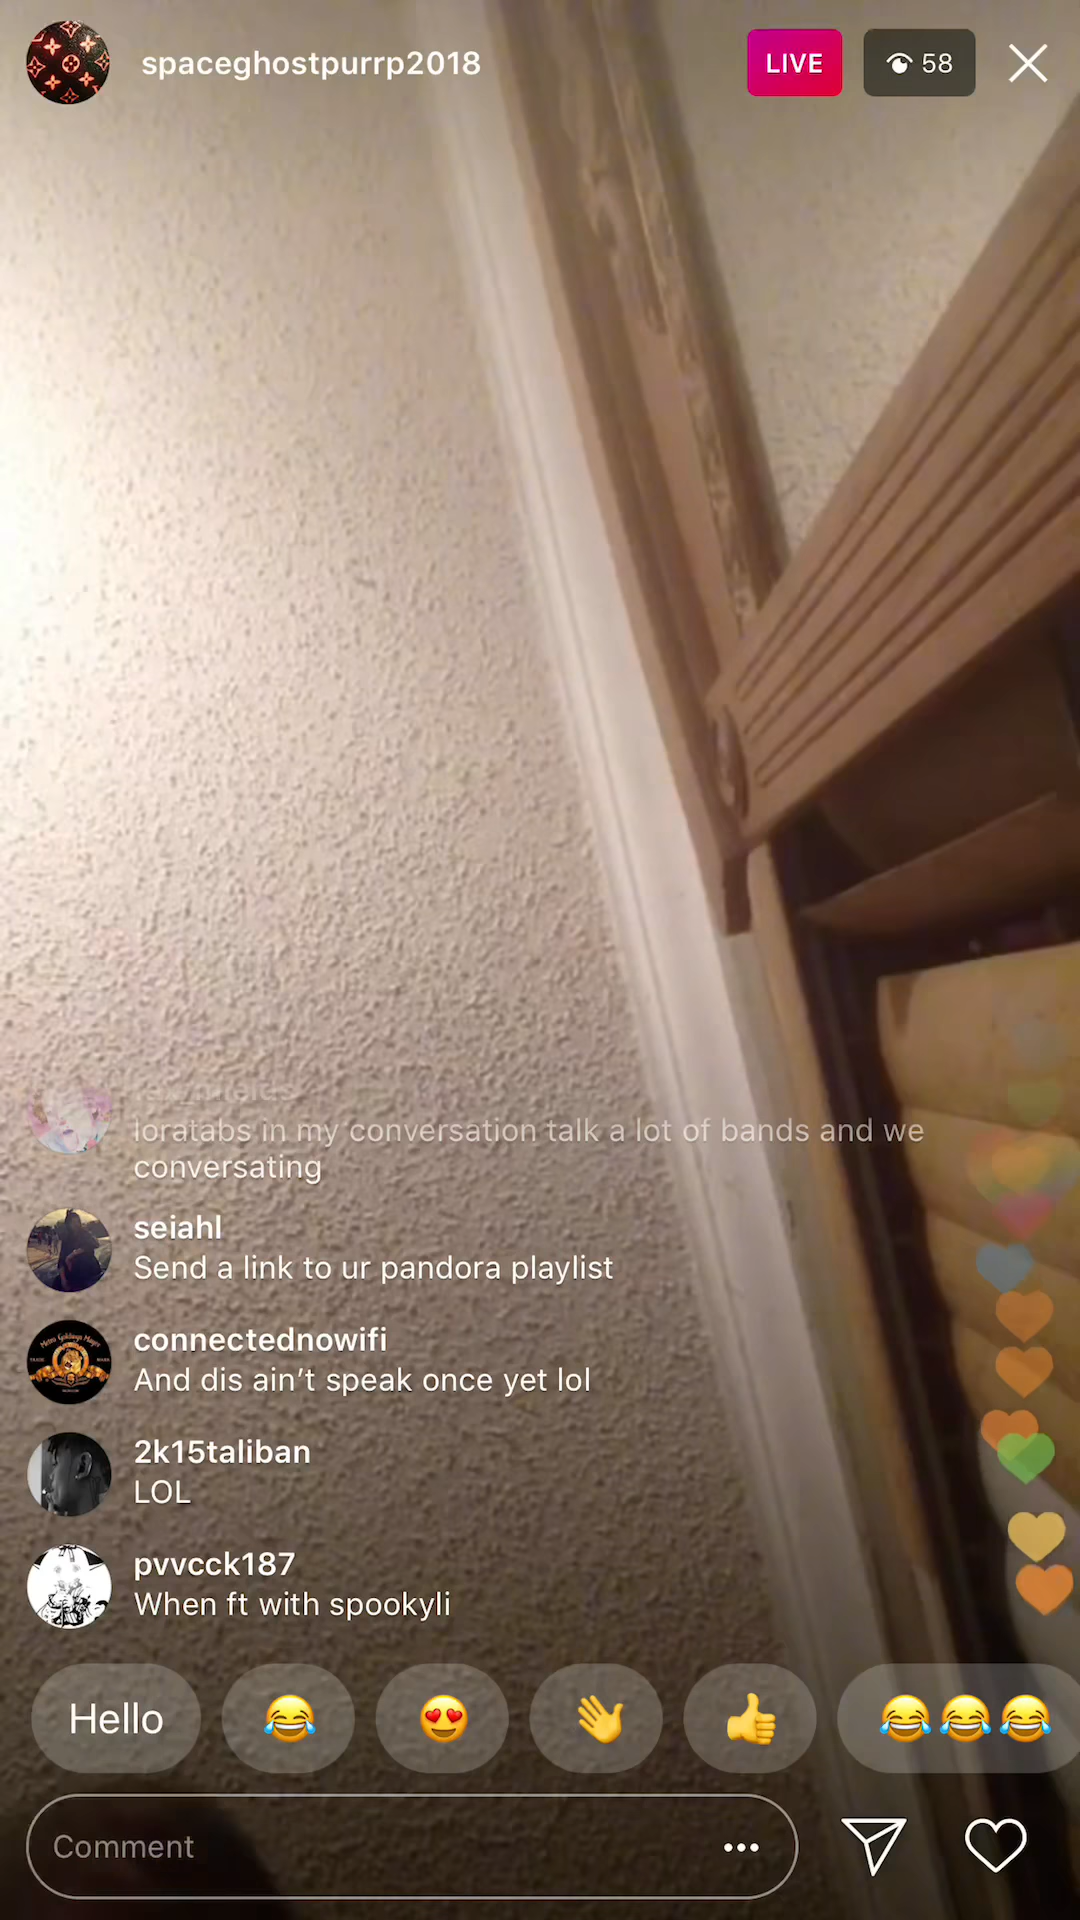 spaceghostpurrp2018
LIVE
58
loratabs in my conversation talk a lot of bands and we
conversating
seiahl
Send a link to ur pandora playlist
connectednowifi
And dis ain’t speak once yet lol
2k15taliban
LOL
pvvcck187
When ft with spookyli
Hello
Comment